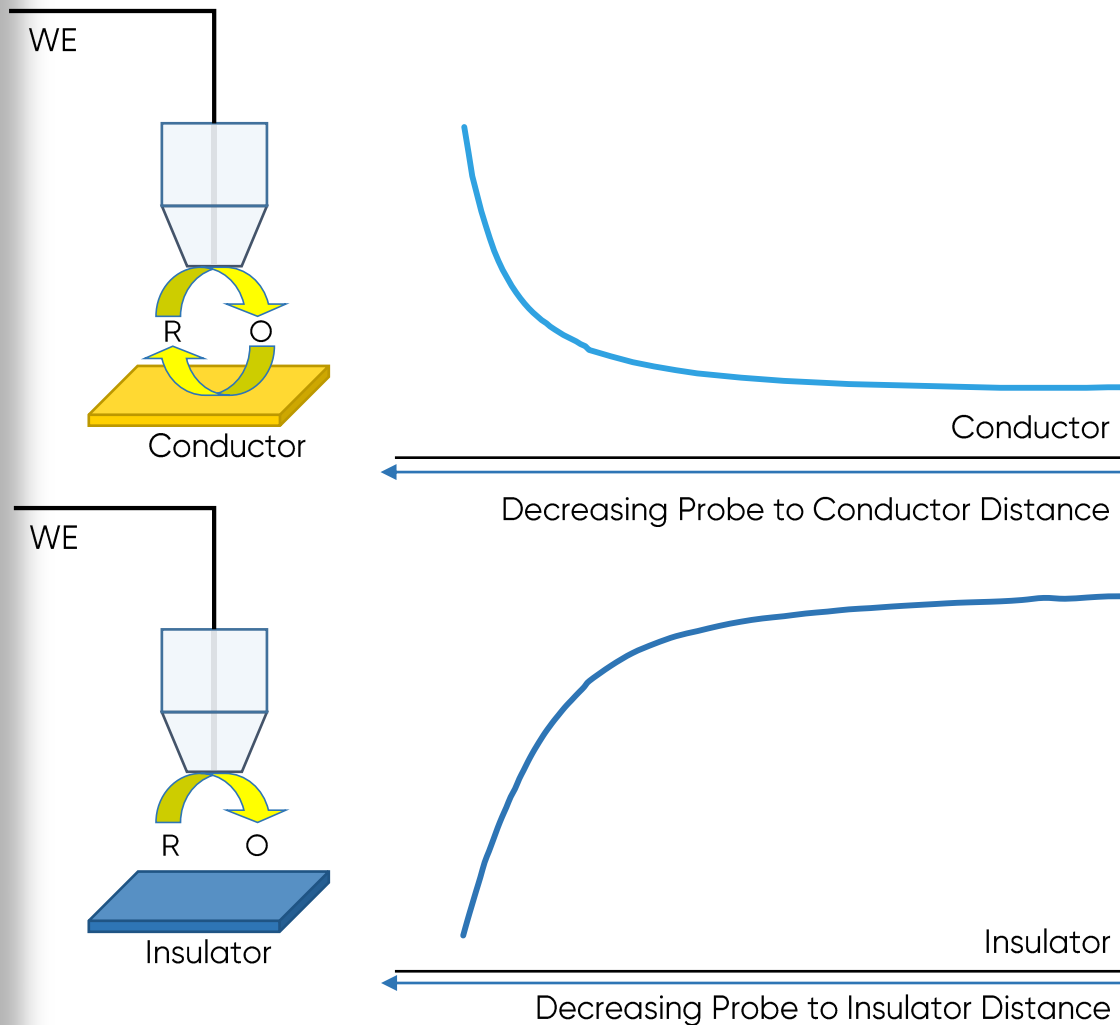 WE
R O
Conductor
Conductor
Decreasing Probe to Conductor Distance
WE
R O
Insulator
Insulator
Decreasing Probe to Insulator Distance